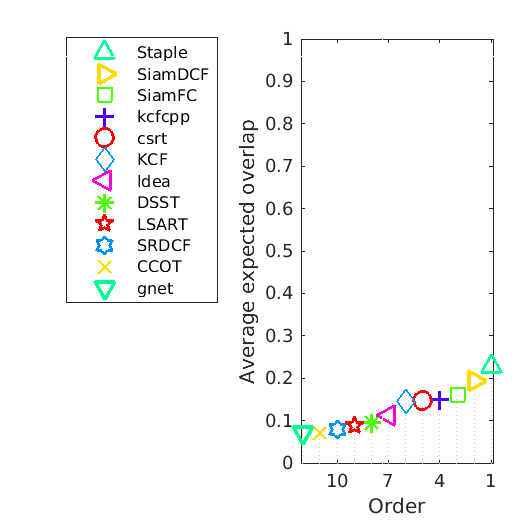 Staple
SiamDCF
SiamFC
kcfcpp
csrt
KCF
Idea
DSST
LSART
SRDCF
CCOT
gnet
Average expected overlap
1
0.9
0.8
0.7
0.6
0.5
0.4
0.3
0.2
0.1
0
10 7 4 1
Order